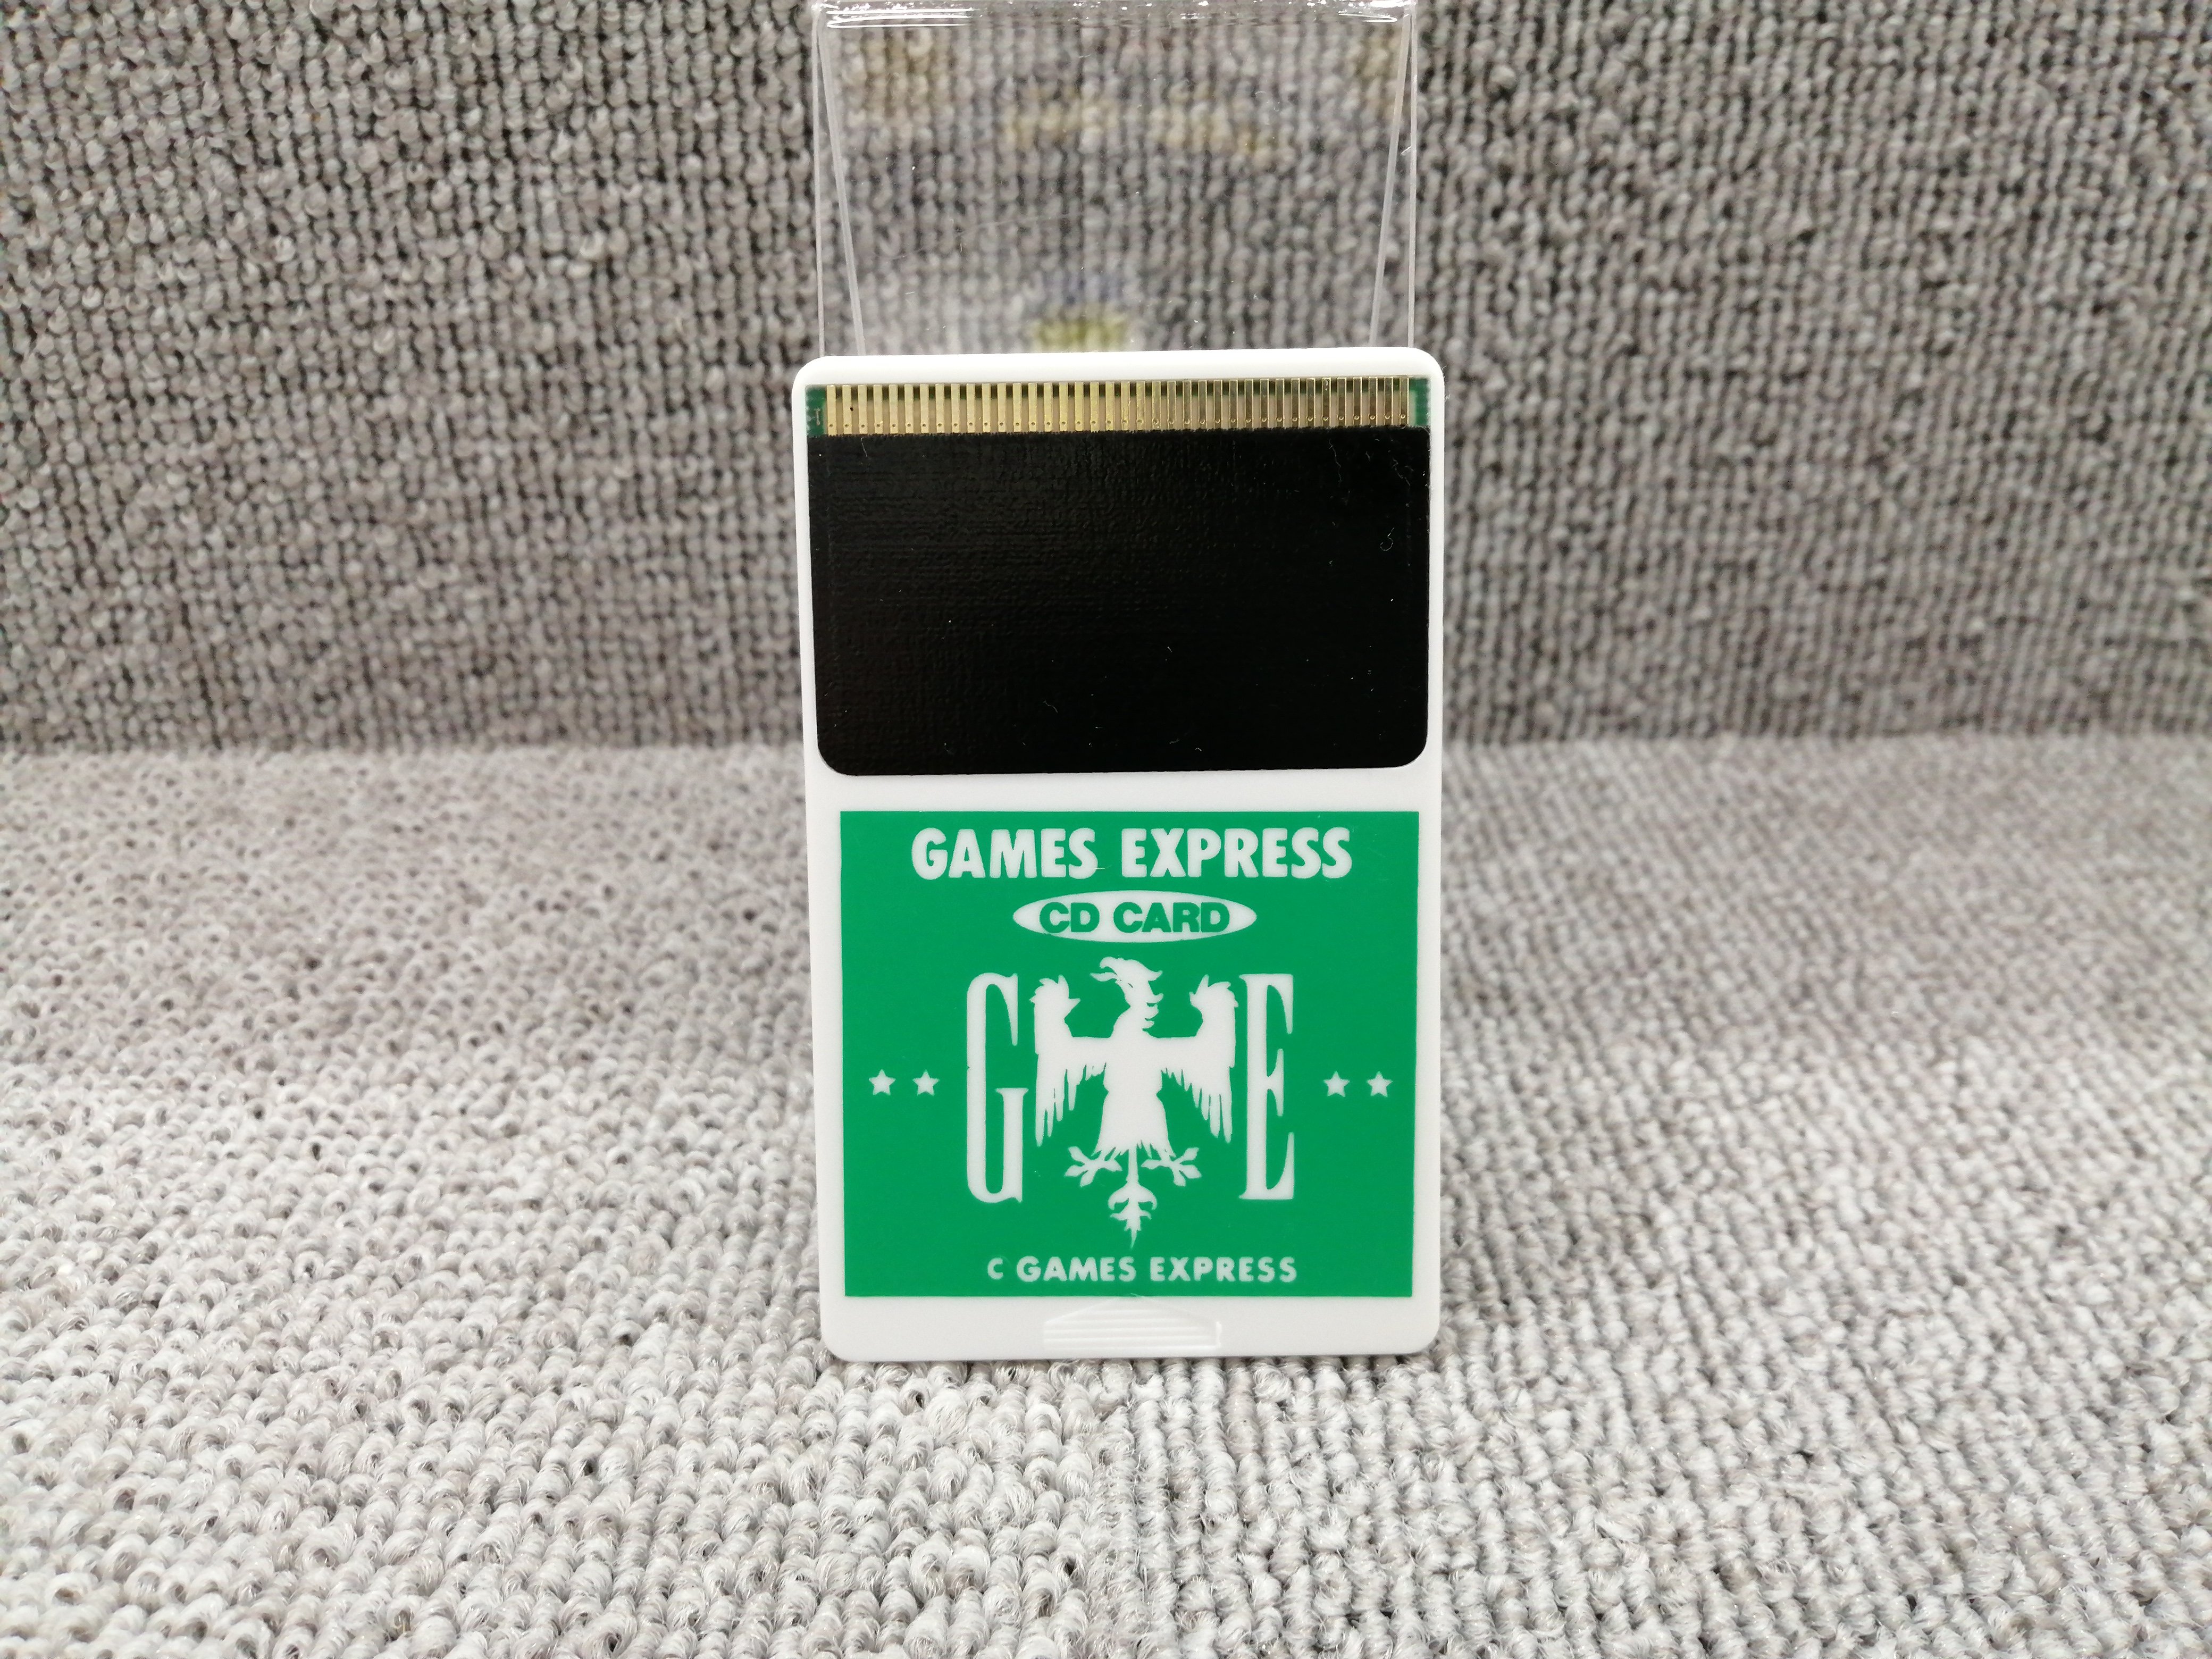 GAMES EXPRESS
CD CARD
G E
C GAMES EXPRESS